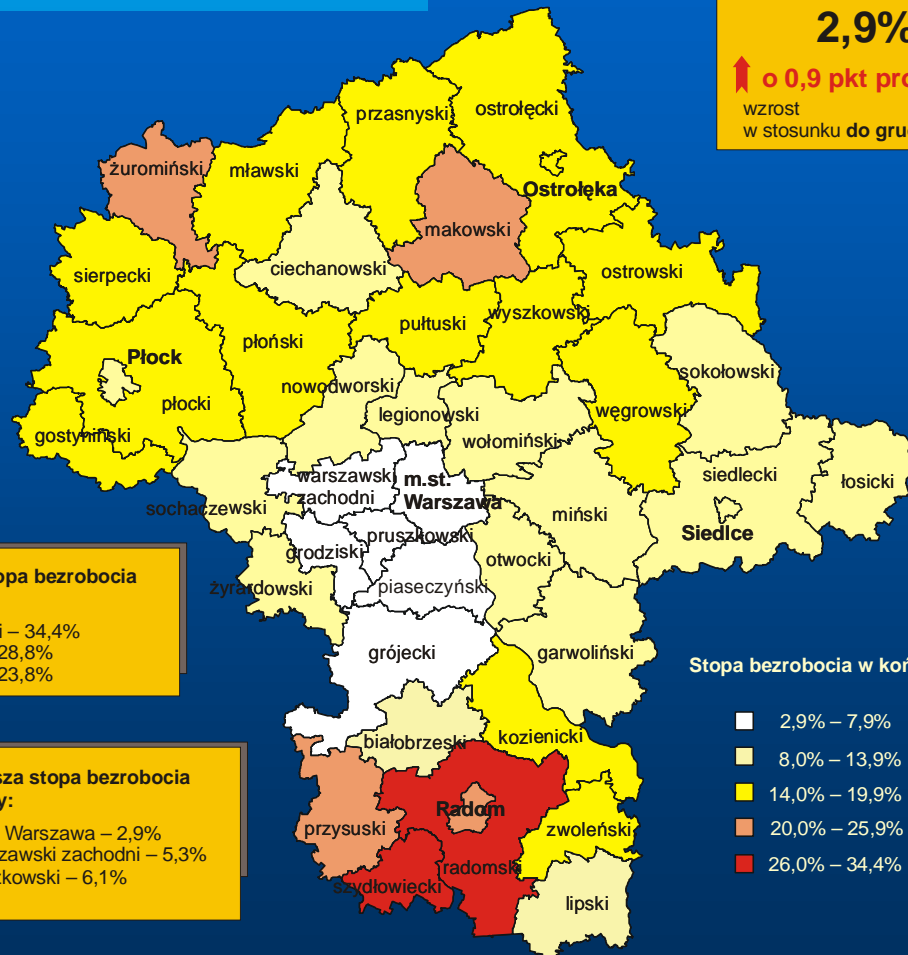 2,9%
o 0,9 pkt pro
wzrost
w stosunku do gru
ostrołęcki
przasnyski
żuromiński
mławski
Ostrołęka
makowski
ciechanowski
ostrowski
sierpecki
wyszkowski
pułtuski
płoński
Płock
sokołowski
nowodworski
płocki
legionowski
węgrowski
gostyniński
wołomiński
siedlecki
warszawski
zachodni
m.st.
Warszawa
łosicki
sochaczewski
miński
pruszkowski
Siedlce
grodziski
otwocki
piaseczyński
żyrardowski
opa bezrobocia
i – 34,4%
28,8%
23,8%
grójecki
garwoliński
Stopa bezrobocia w koń
2,9% – 7,9%
8,0% – 13,9%
14,0% – 19,9%
20,0% – 25,9%
26,0% – 34,4%
białobrzeski
kozienicki
sza stopa bezrobocia
y:
Warszawa – 2,9%
zawski zachodni – 5,3%
zkowski – 6,1%
Radom
przysuski
zwoleński
radomski
szydłowiecki
lipski